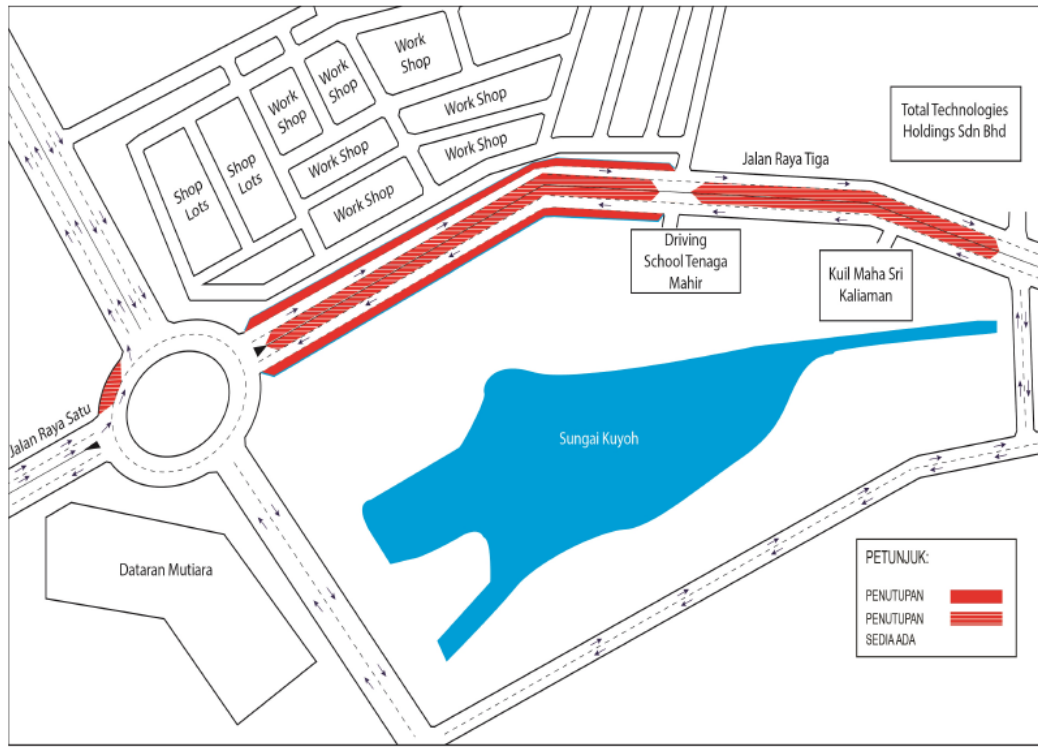 Work
Shop
Work
Shop
Work
Shop
Work Shop
Work Shop
Work Shop
Work Shop
Shop
Lots
Shop
Lots
Total Technologies
Holdings Sdn Bhd
Jalan Raya Tiga
Driving
School Tenaga
Mahir
Kuil Maha Sri
Kaliaman
Jalan Raya Satu
Sungai Kuyoh
Dataran Mutiara
PETUNJUK:
PENUTUPAN
PENUTUPAN
SEDIA ADA